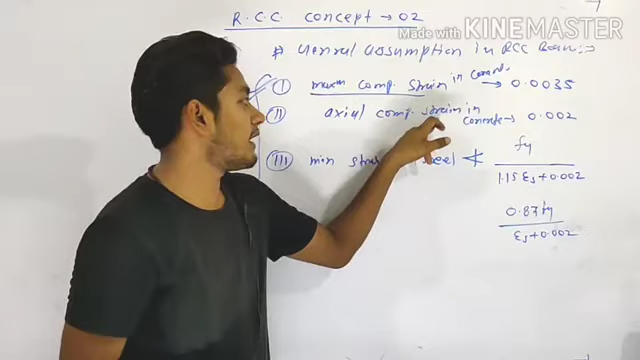 R.C.C. concept → 02
Made with KINEMASTER
# General assumption in RCC Beam :-
(I) maxm comp. strain in concrete. → 0.0035
(II) axial comp. strain in concrete → 0.002
(III) min steel
fy
1.15 Es + 0.002
0.87fy
Es + 0.002